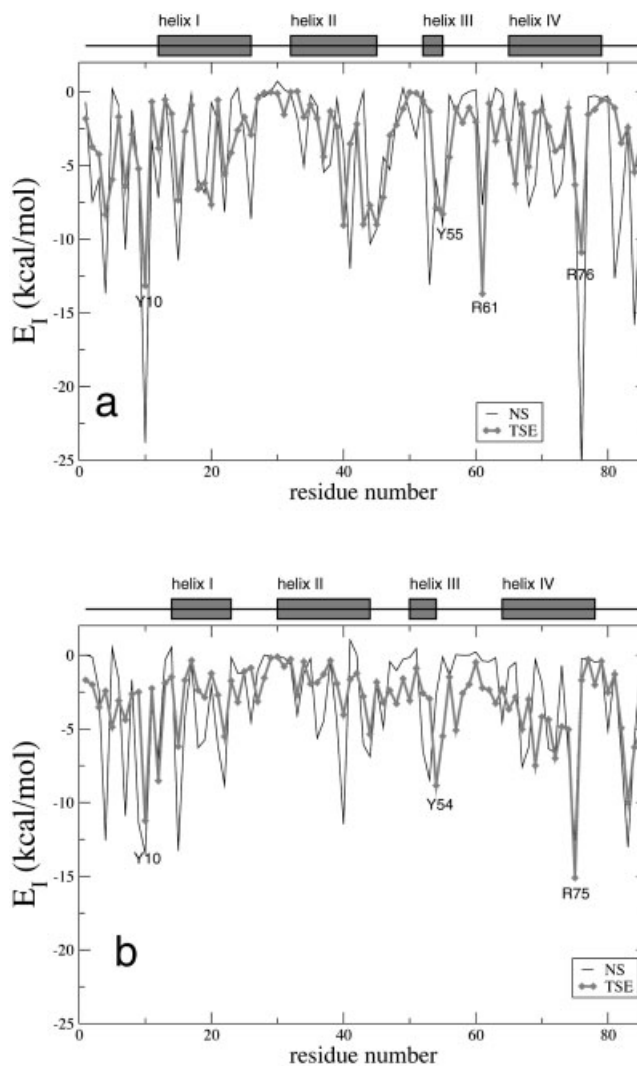 helix I helix II helix III helix IV
0
-5
-10
-15
-20
-25
E_I (kcal/mol)
Y10
Y55
R61
R76
a
NS
TSE
0 20 40 60 80
residue number
helix I helix II helix III helix IV
0
-5
-10
-15
-20
-25
E_I (kcal/mol)
Y10
Y54
R75
b
NS
TSE
0 20 40 60 80
residue number